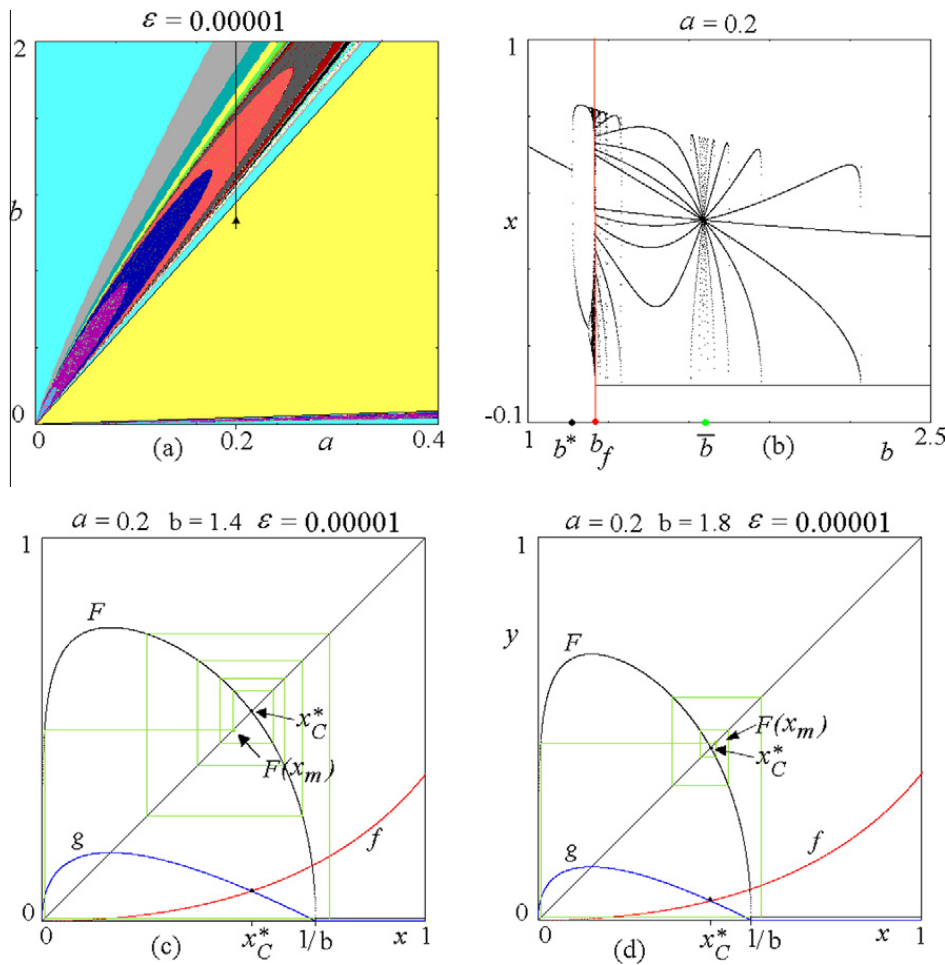 ε = 0.00001
2
b
0
0
(a)
0.2
a
0.4
a = 0.2
1
x
-0.1
1
b*
b_f
b̅
(b)
b
2.5
a = 0.2 b = 1.4 ε = 0.00001
1
F
x*_C
F(x_m)
g
f
0
0
(c)
x*_C
1/b
x
1
a = 0.2 b = 1.8 ε = 0.00001
1
y
F
F(x_m)
x*_C
g
f
0
0
(d)
x*_C
1/b
x
1